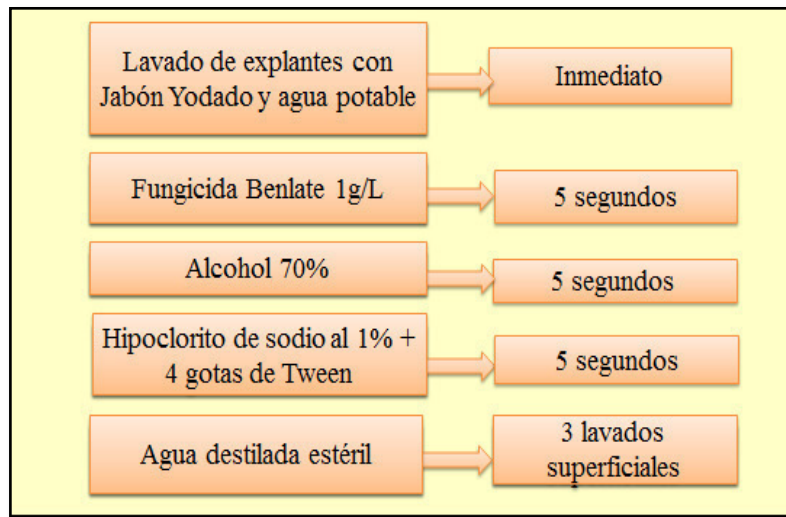 Lavado de explantes con
Jabón Yodado y agua potable
Inmediato
Fungicida Benlate 1g/L
5 segundos
Alcohol 70%
5 segundos
Hipoclorito de sodio al 1% +
4 gotas de Tween
5 segundos
Agua destilada estéril
3 lavados
superficiales